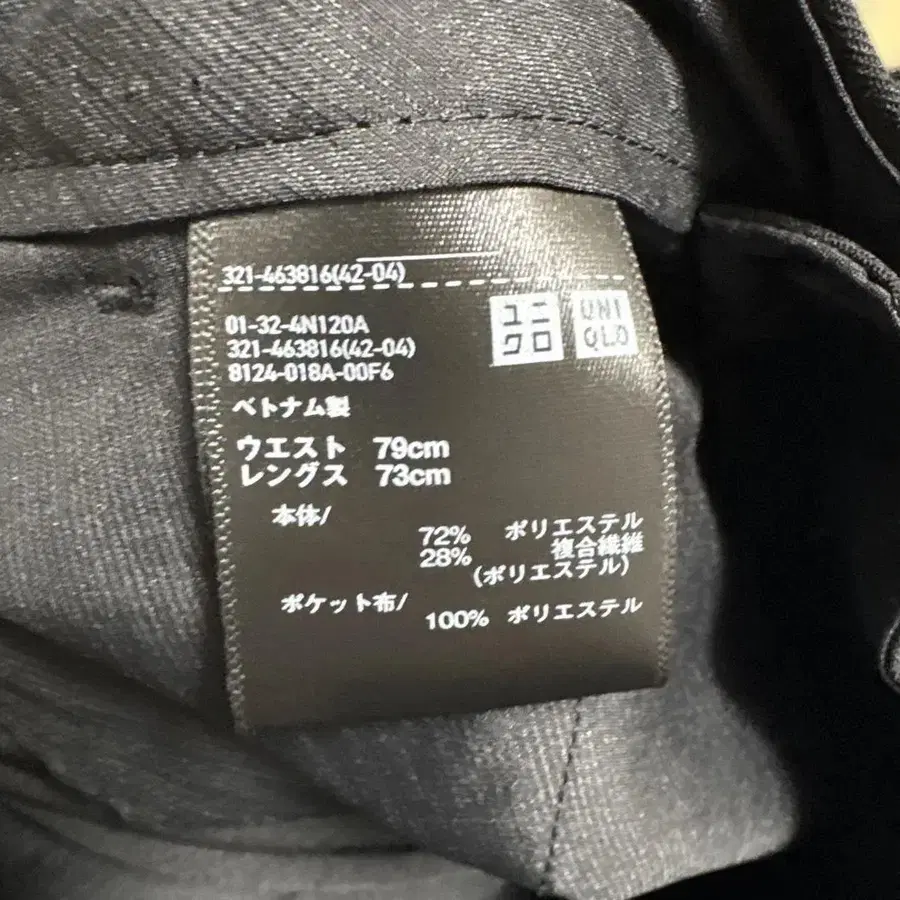 321-463816(42-04)
ユニクロ
UNIQLO
01-32-4N120A
321-463816(42-04)
8124-018A-00F6
ベトナム製
ウエスト 79cm
レングス 73cm
本体/
72% ポリエステル
28% 複合繊維
(ポリエステル)
ポケット布/
100% ポリエステル